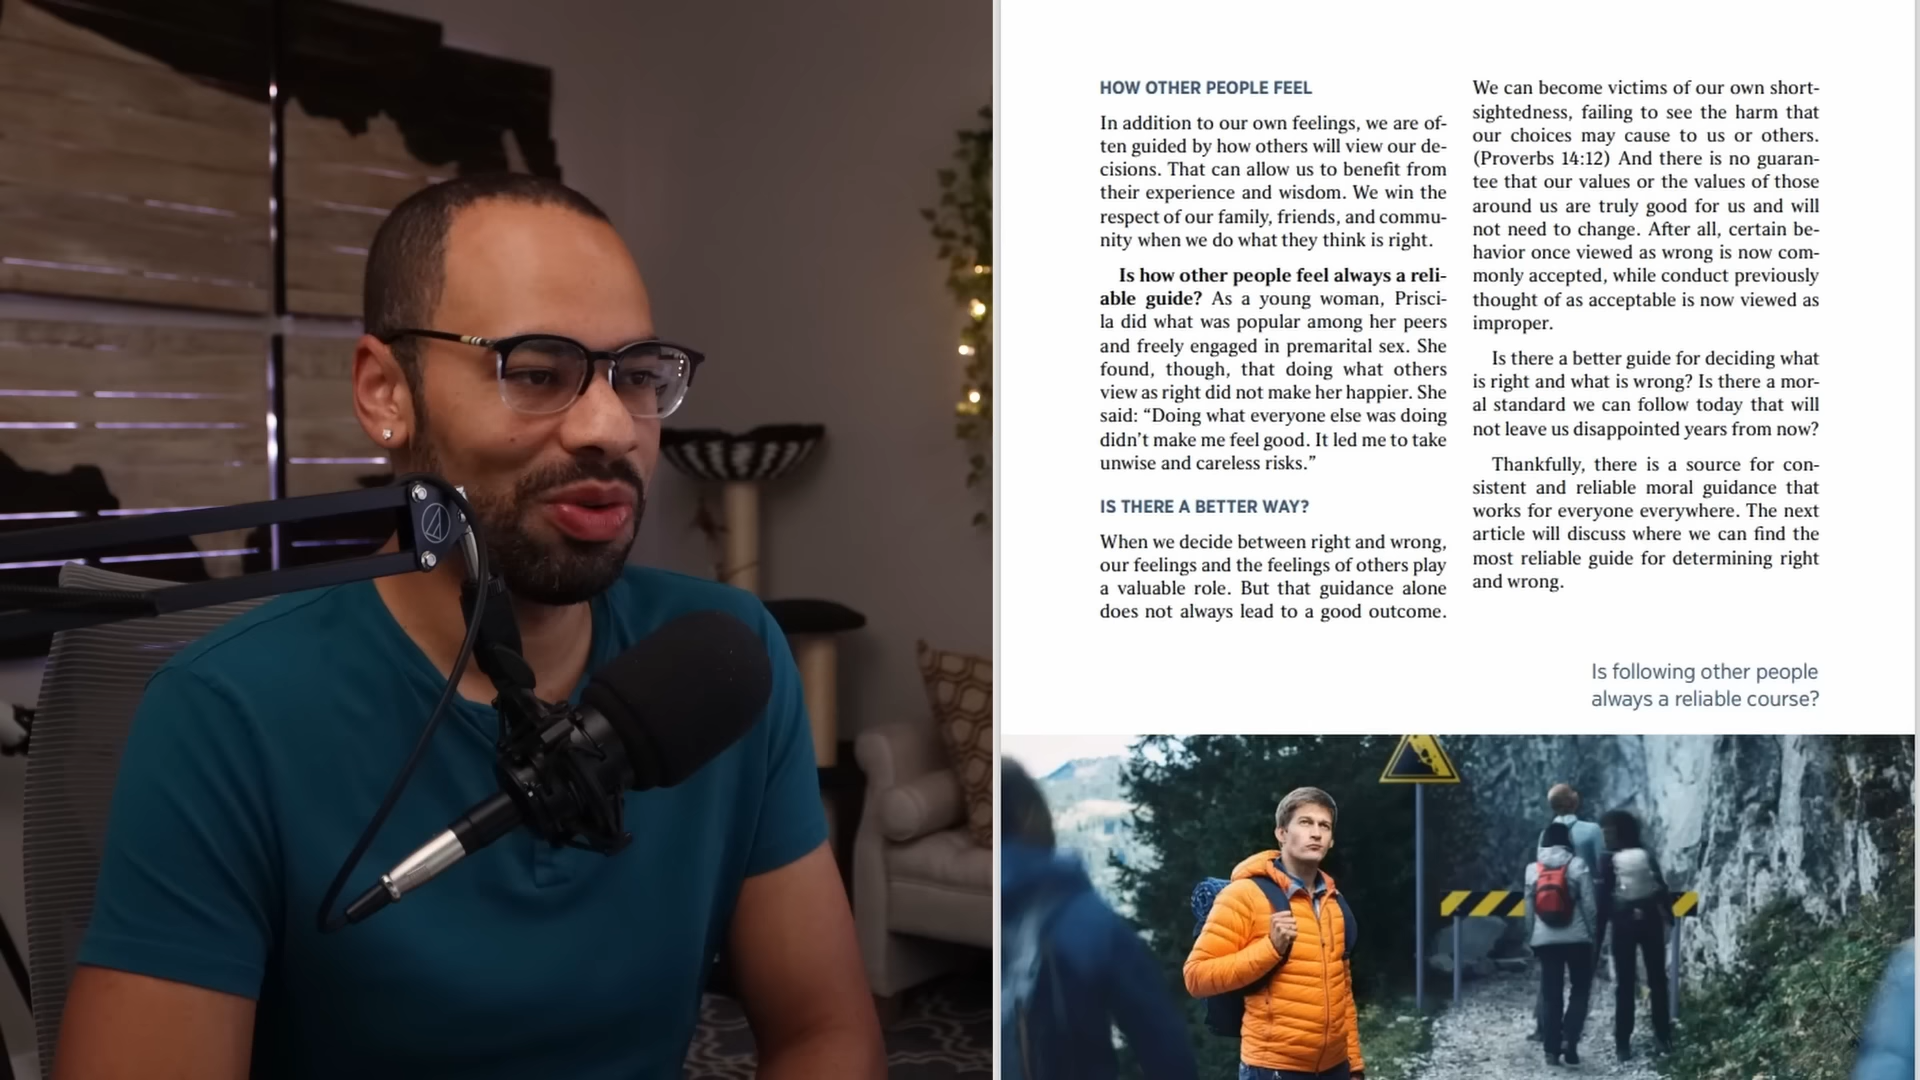 HOW OTHER PEOPLE FEEL
In addition to our own feelings, we are of-
ten guided by how others will view our de-
cisions. That can allow us to benefit from
their experience and wisdom. We win the
respect of our family, friends, and commu-
nity when we do what they think is right.
Is how other people feel always a reli-
able guide? As a young woman, Prisci-
la did what was popular among her peers
and freely engaged in premarital sex. She
found, though, that doing what others
view as right did not make her happier. She
said: “Doing what everyone else was doing
didn’t make me feel good. It led me to take
unwise and careless risks.”
IS THERE A BETTER WAY?
When we decide between right and wrong,
our feelings and the feelings of others play
a valuable role. But that guidance alone
does not always lead to a good outcome.
We can become victims of our own short-
sightedness, failing to see the harm that
our choices may cause to us or others.
(Proverbs 14:12) And there is no guaran-
tee that our values or the values of those
around us are truly good for us and will
not need to change. After all, certain be-
havior once viewed as wrong is now com-
monly accepted, while conduct previously
thought of as acceptable is now viewed as
improper.
Is there a better guide for deciding what
is right and what is wrong? Is there a mor-
al standard we can follow today that will
not leave us disappointed years from now?
Thankfully, there is a source for con-
sistent and reliable moral guidance that
works for everyone everywhere. The next
article will discuss where we can find the
most reliable guide for determining right
and wrong.
Is following other people
always a reliable course?